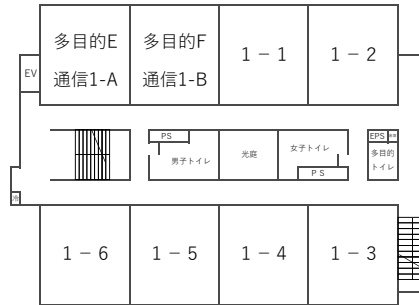 多目的E
通信1-A
多目的F
通信1-B
1 − 1
1 − 2
EV
PS
男子トイレ
光庭
女子トイレ
PS
EPS
多目的
トイレ
1 − 6
1 − 5
1 − 4
1 − 3